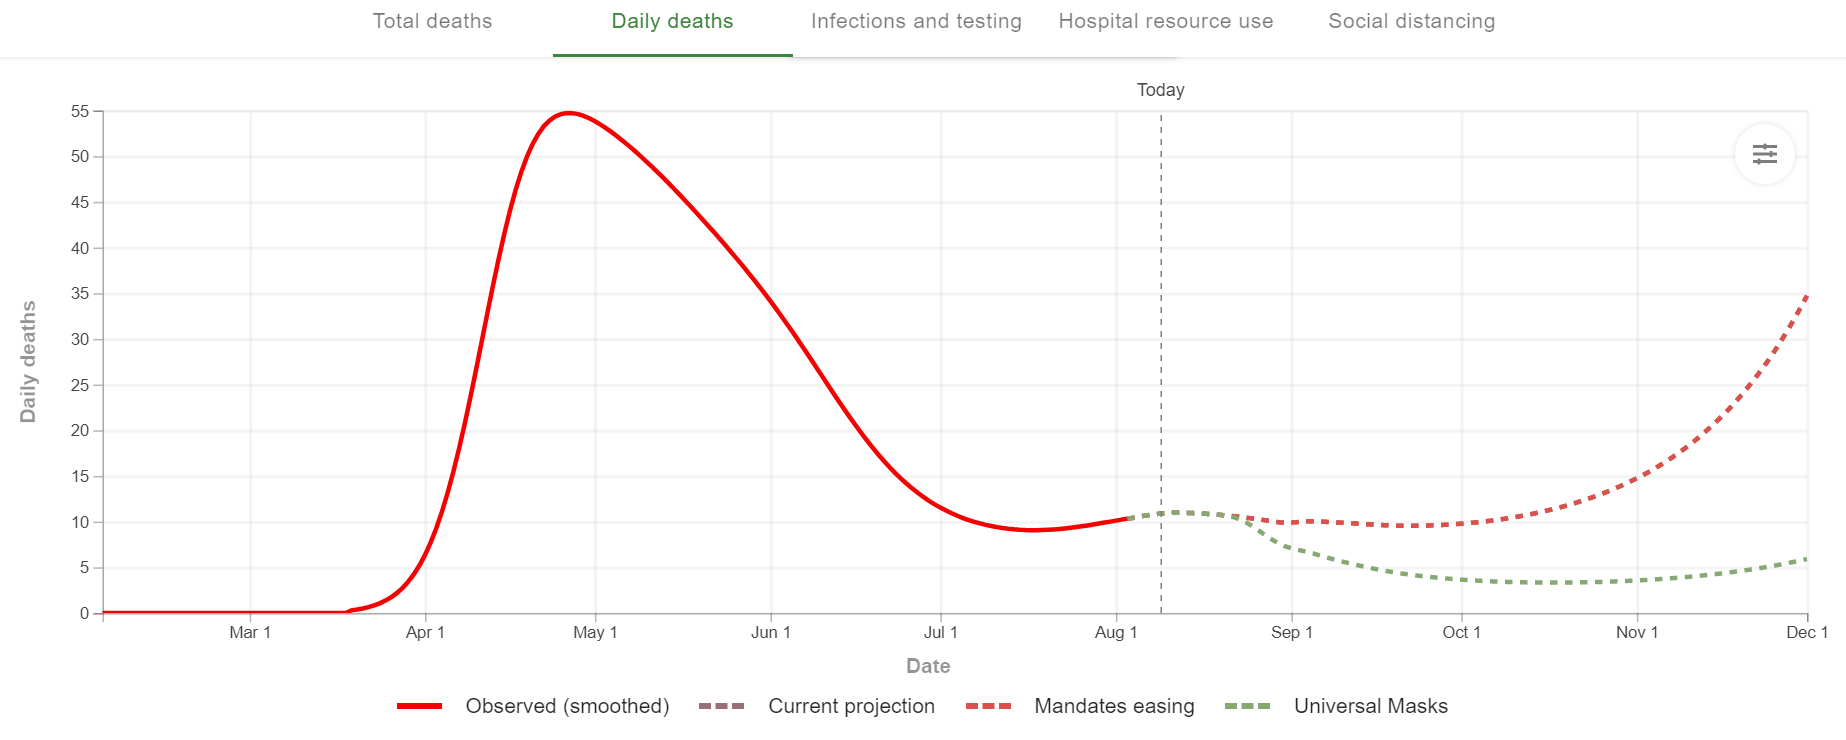 Total deaths Daily deaths Infections and testing Hospital resource use Social distancing
Today
55
50
45
40
35
30
25
20
15
10
5
0
Daily deaths
Mar 1 Apr 1 May 1 Jun 1 Jul 1 Aug 1 Sep 1 Oct 1 Nov 1 Dec 1
Date
Observed (smoothed) Current projection Mandates easing Universal Masks